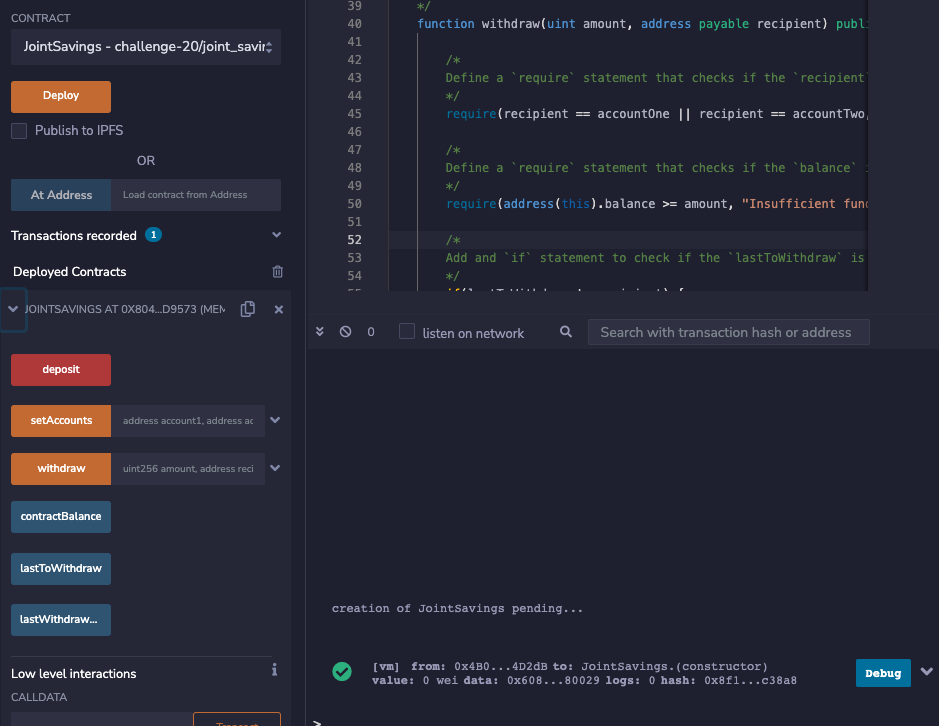 CONTRACT
JointSavings - challenge-20/joint_savin
Deploy
Publish to IPFS
OR
At Address Load contract from Address
Transactions recorded 1
Deployed Contracts
JOINTSAVINGS AT 0X804...D9573 (MEM
deposit
setAccounts address account1, address ac
withdraw uint256 amount, address reci
contractBalance
lastToWithdraw
lastWithdraw...
Low level interactions
CALLDATA
Transact
39 */
40 function withdraw(uint amount, address payable recipient) publi
41
42 /*
43 Define a `require` statement that checks if the `recipient`
44 */
45 require(recipient == accountOne || recipient == accountTwo,
46
47 /*
48 Define a `require` statement that checks if the `balance` i
49 */
50 require(address(this).balance >= amount, "Insufficient fund
51
52 /*
53 Add and `if` statement to check if the `lastToWithdraw` is
54 */
55 if(lastToWithdraw != recipient) {
0 listen on network Search with transaction hash or address
creation of JointSavings pending...
[vm] from: 0x4B0...4D2dB to: JointSavings.(constructor)
value: 0 wei data: 0x608...80029 logs: 0 hash: 0x8f1...c38a8
Debug
>